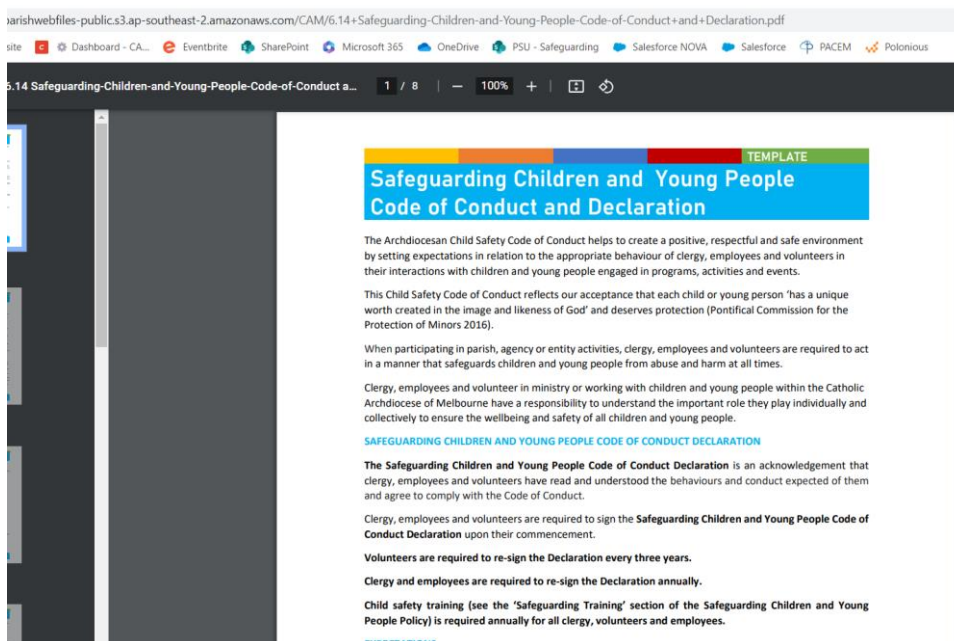 parishwebfiles-public.s3.ap-southeast-2.amazonaws.com/CAM/6.14+Safeguarding-Children-and-Young-People-Code-of-Conduct+and+Declaration.pdf
site Dashboard - CA... Eventbrite SharePoint Microsoft 365 OneDrive PSU - Safeguarding Salesforce NOVA Salesforce PACEM Polonious
6.14 Safeguarding-Children-and-Young-People-Code-of-Conduct a... 1 / 8 | − 100% + |
TEMPLATE
Safeguarding Children and Young People
Code of Conduct and Declaration
The Archdiocesan Child Safety Code of Conduct helps to create a positive, respectful and safe environment
by setting expectations in relation to the appropriate behaviour of clergy, employees and volunteers in
their interactions with children and young people engaged in programs, activities and events.
This Child Safety Code of Conduct reflects our acceptance that each child or young person ‘has a unique
worth created in the image and likeness of God’ and deserves protection (Pontifical Commission for the
Protection of Minors 2016).
When participating in parish, agency or entity activities, clergy, employees and volunteers are required to act
in a manner that safeguards children and young people from abuse and harm at all times.
Clergy, employees and volunteer in ministry or working with children and young people within the Catholic
Archdiocese of Melbourne have a responsibility to understand the important role they play individually and
collectively to ensure the wellbeing and safety of all children and young people.
SAFEGUARDING CHILDREN AND YOUNG PEOPLE CODE OF CONDUCT DECLARATION
The Safeguarding Children and Young People Code of Conduct Declaration is an acknowledgement that
clergy, employees and volunteers have read and understood the behaviours and conduct expected of them
and agree to comply with the Code of Conduct.
Clergy, employees and volunteers are required to sign the Safeguarding Children and Young People Code of
Conduct Declaration upon their commencement.
Volunteers are required to re-sign the Declaration every three years.
Clergy and employees are required to re-sign the Declaration annually.
Child safety training (see the ‘Safeguarding Training’ section of the Safeguarding Children and Young
People Policy) is required annually for all clergy, volunteers and employees.